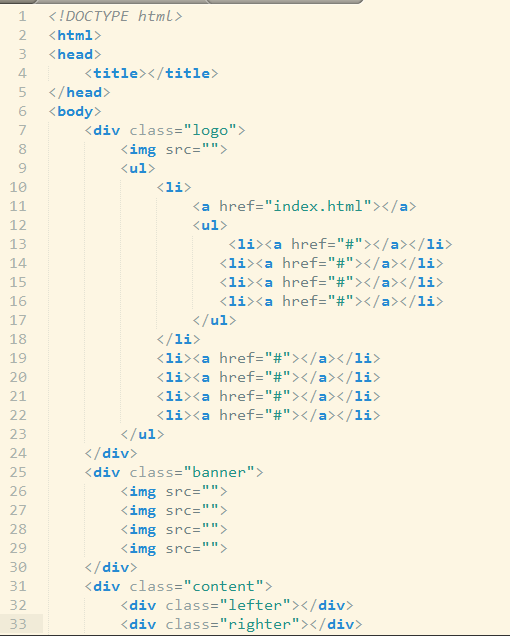 1 <!DOCTYPE html>
2 <html>
3 <head>
4     <title></title>
5 </head>
6 <body>
7     <div class="logo">
8         <img src="">
9         <ul>
10             <li>
11                 <a href="index.html"></a>
12                 <ul>
13                     <li><a href="#"></a></li>
14                    <li><a href="#"></a></li>
15                    <li><a href="#"></a></li>
16                    <li><a href="#"></a></li>
17                 </ul>
18             </li>
19             <li><a href="#"></a></li>
20             <li><a href="#"></a></li>
21             <li><a href="#"></a></li>
22             <li><a href="#"></a></li>
23         </ul>
24     </div>
25     <div class="banner">
26         <img src="">
27         <img src="">
28         <img src="">
29         <img src="">
30     </div>
31     <div class="content">
32         <div class="lefter"></div>
33         <div class="righter"></div>